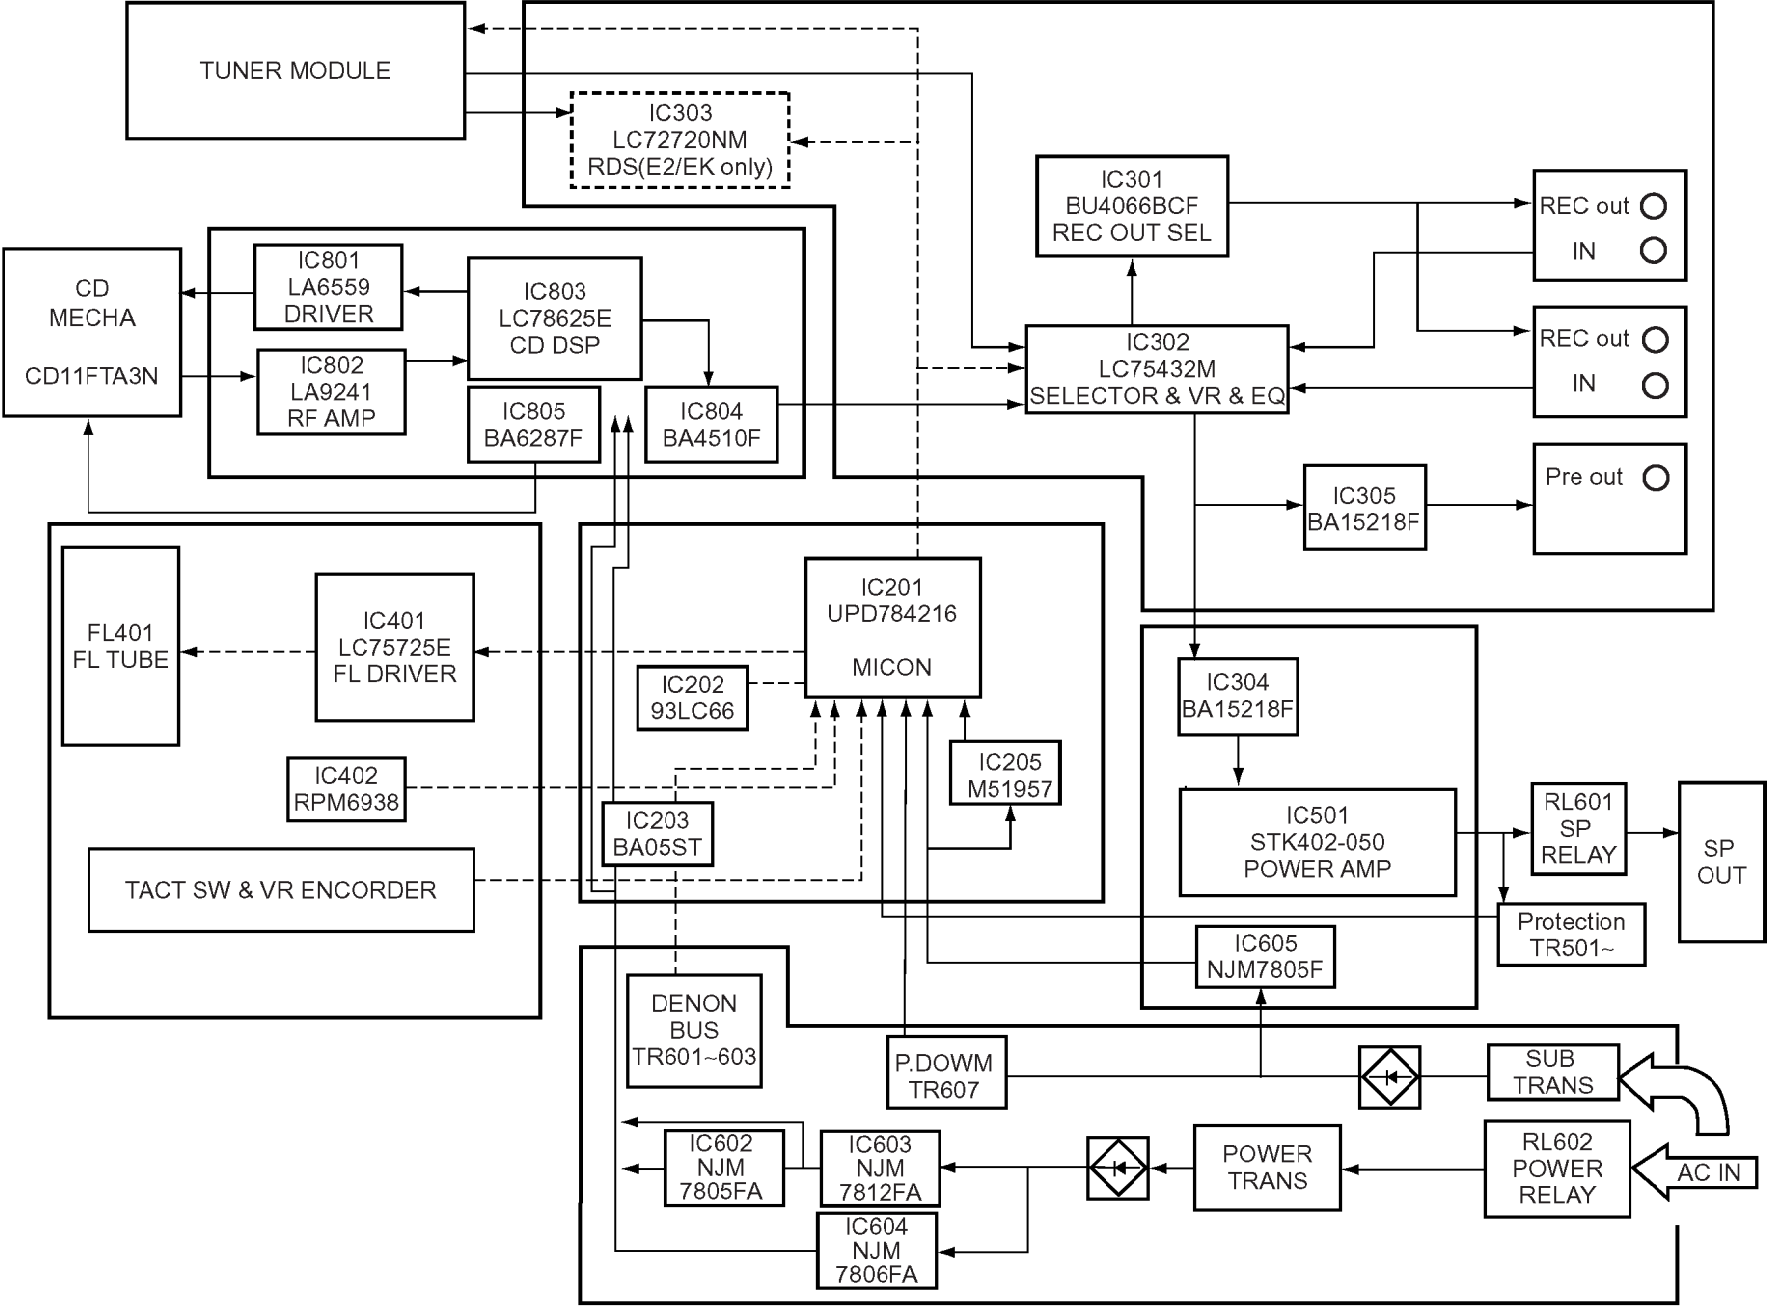 TUNER MODULE
IC303
LC72720NM
RDS(E2/EK only)
IC301
BU4066BCF
REC OUT SEL
REC out
IN
REC out
IN
CD
MECHA
CD11FTA3N
IC801
LA6559
DRIVER
IC802
LA9241
RF AMP
IC803
LC78625E
CD DSP
IC805
BA6287F
IC804
BA4510F
IC302
LC75432M
SELECTOR & VR & EQ
IC305
BA15218F
Pre out
FL401
FL TUBE
IC401
LC75725E
FL DRIVER
IC402
RPM6938
TACT SW & VR ENCORDER
IC201
UPD784216
MICON
IC202
93LC66
IC205
M51957
IC203
BA05ST
IC304
BA15218F
IC501
STK402-050
POWER AMP
RL601
SP
RELAY
SP
OUT
Protection
TR501~
IC605
NJM7805F
DENON
BUS
TR601~603
P.DOWM
TR607
SUB
TRANS
IC602
NJM
7805FA
IC603
NJM
7812FA
IC604
NJM
7806FA
POWER
TRANS
RL602
POWER
RELAY
AC IN